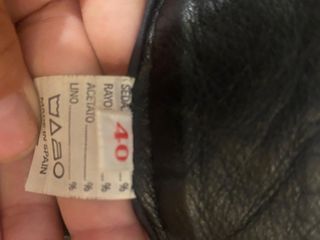 SEDA %
40
RAYO %
ACETATO %
LINO %
MADE IN SPAIN